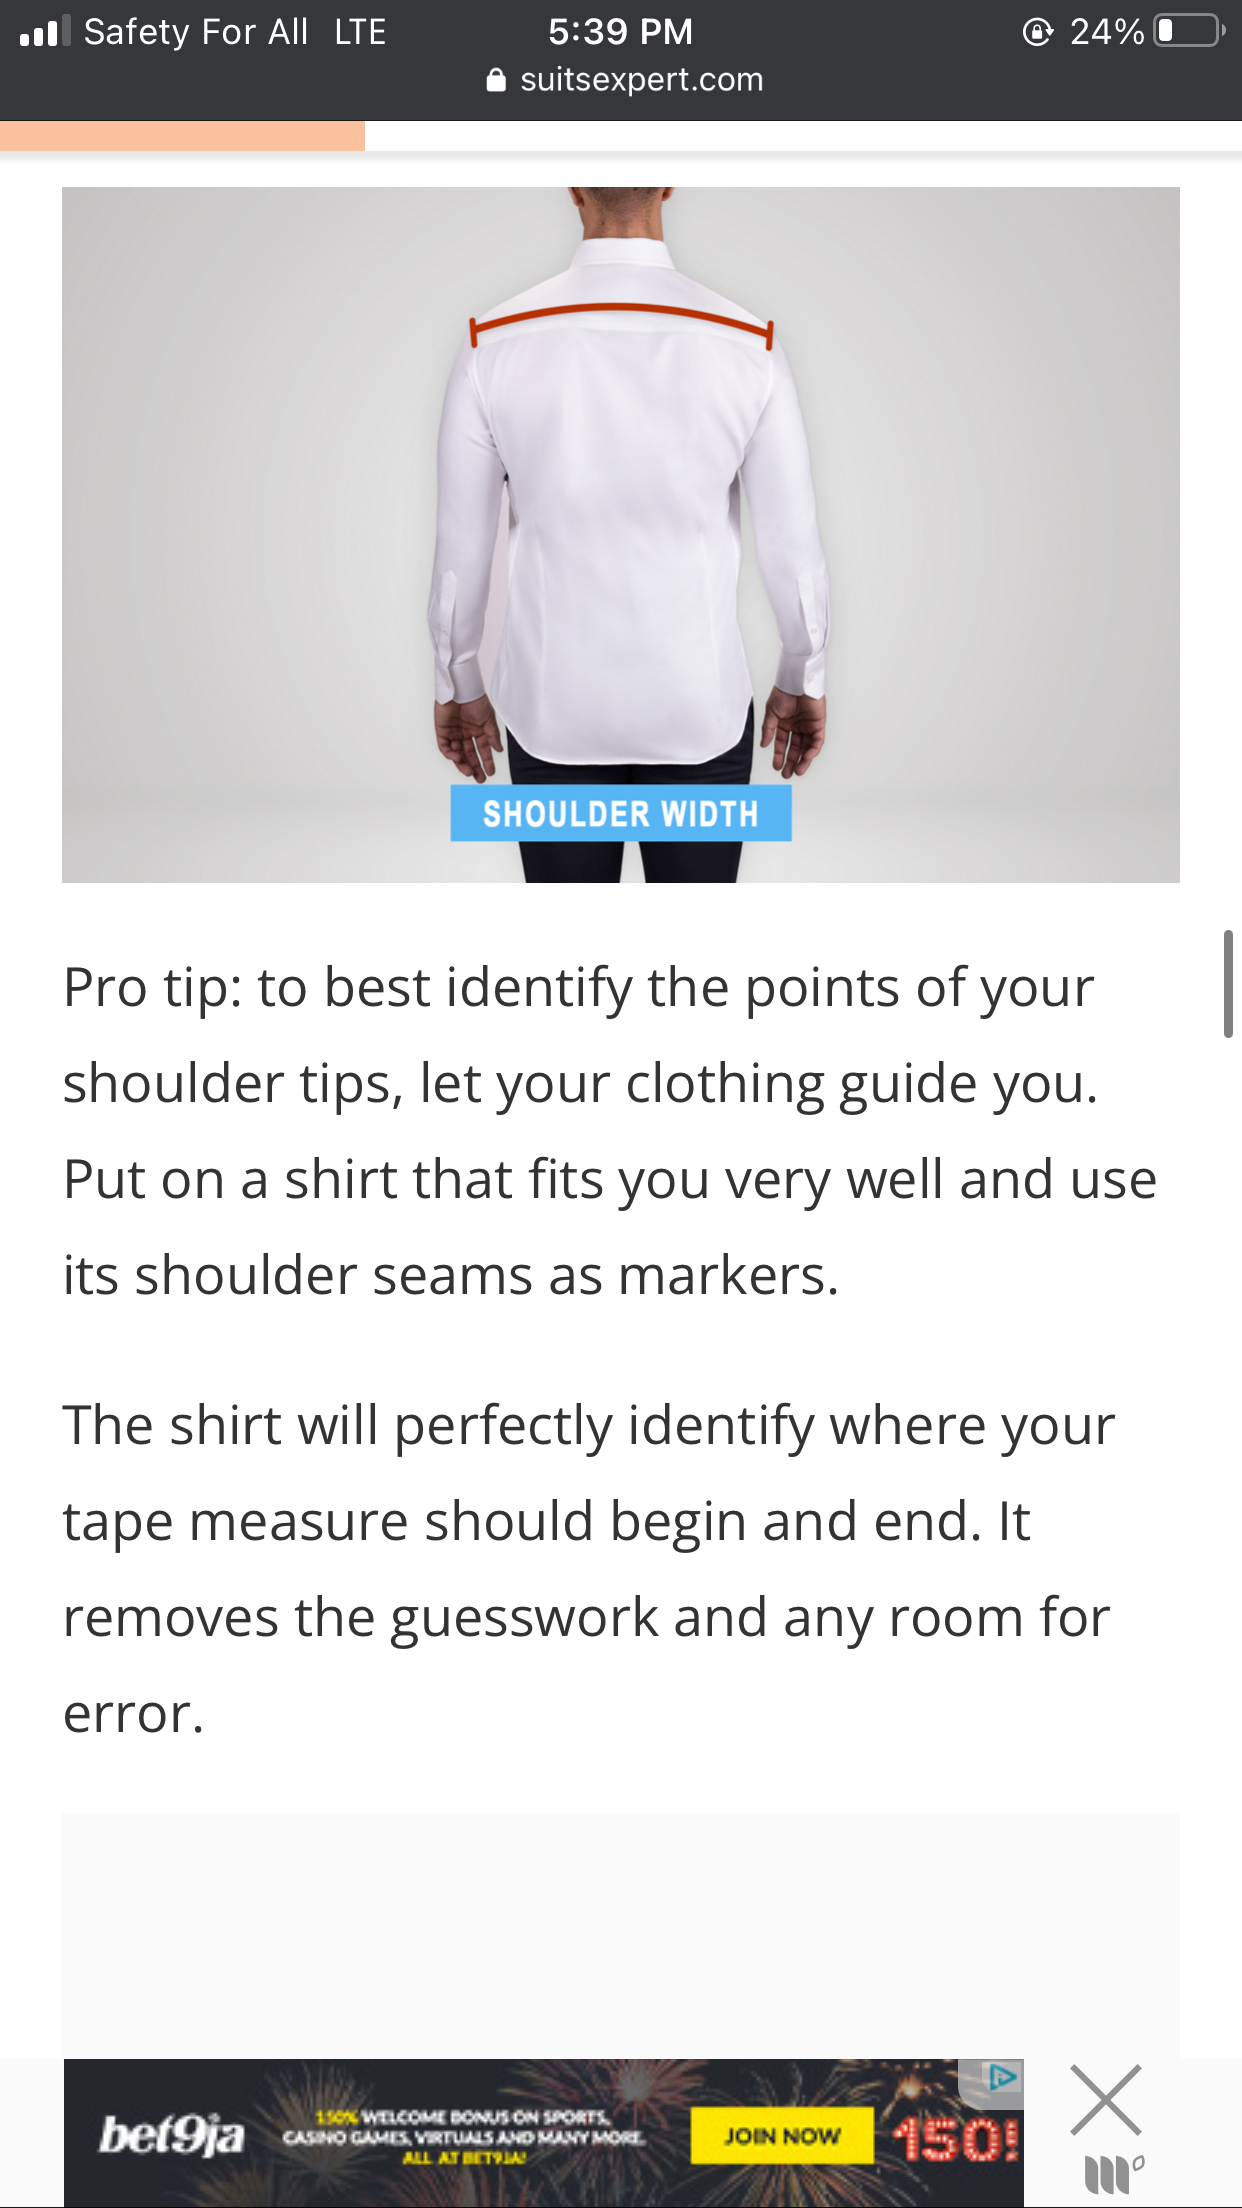 Safety For All LTE 5:39 PM 24%
suitsexpert.com
SHOULDER WIDTH
Pro tip: to best identify the points of your
shoulder tips, let your clothing guide you.
Put on a shirt that fits you very well and use
its shoulder seams as markers.
The shirt will perfectly identify where your
tape measure should begin and end. It
removes the guesswork and any room for
error.
bet9ja
150% WELCOME BONUS ON SPORTS,
CASINO GAMES, VIRTUALS AND MANY MORE.
ALL AT BET9JA!
JOIN NOW
150!